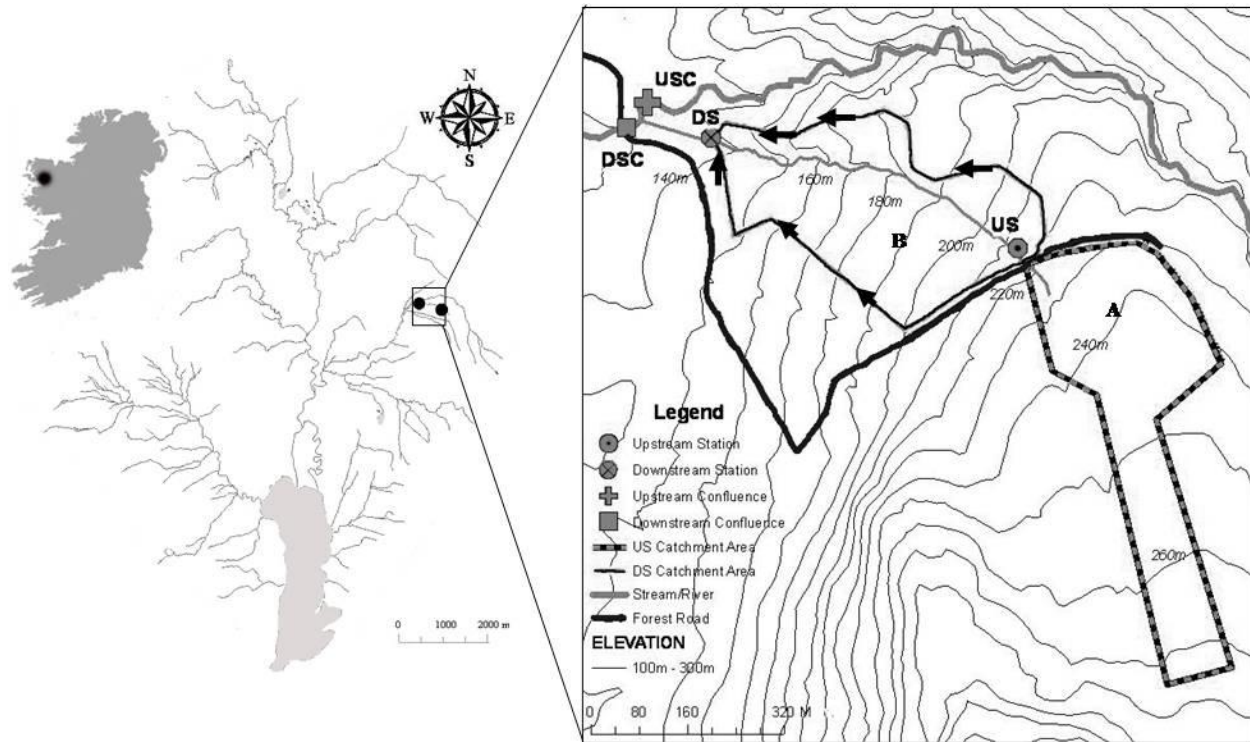 N
W E
S
0 1000 2000 m
USC
DS
DSC
140m
160m
180m
US
B
200m
220m
A
240m
260m
Legend
Upstream Station
Downstream Station
Upstream Confluence
Downstream Confluence
US Catchment Area
DS Catchment Area
Stream/River
Forest Road
ELEVATION
100m - 300m
0 80 160 320 M